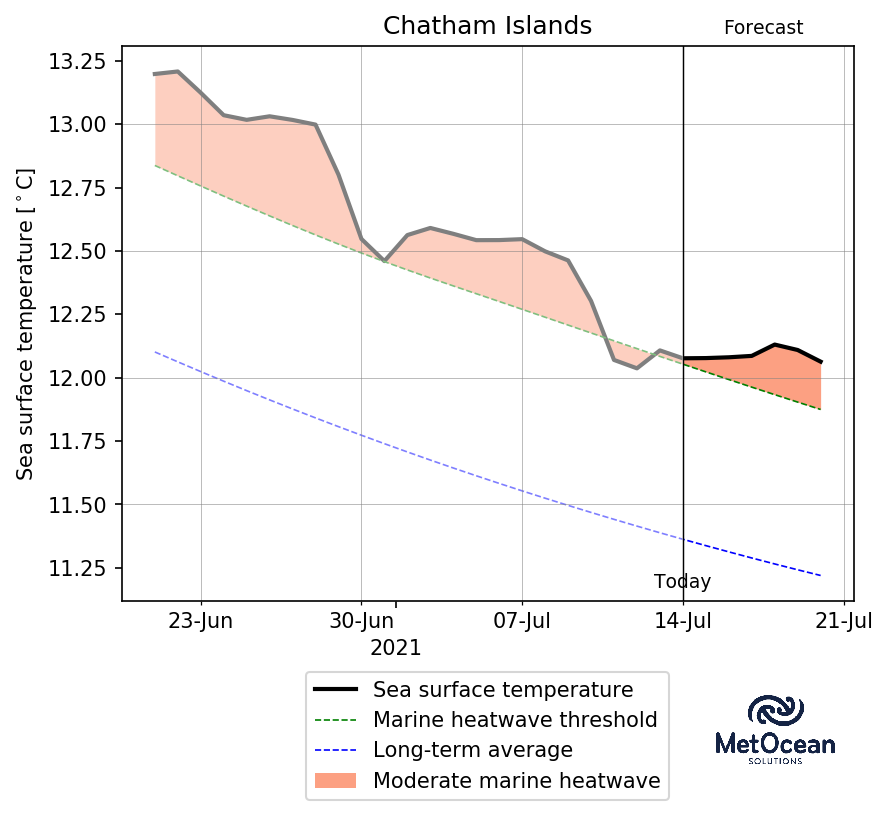 Chatham Islands
Forecast
Sea surface temperature [°C]
13.25
13.00
12.75
12.50
12.25
12.00
11.75
11.50
11.25
Today
23-Jun
30-Jun
07-Jul
14-Jul
21-Jul
2021
Sea surface temperature
Marine heatwave threshold
Long-term average
Moderate marine heatwave
MetOcean
SOLUTIONS